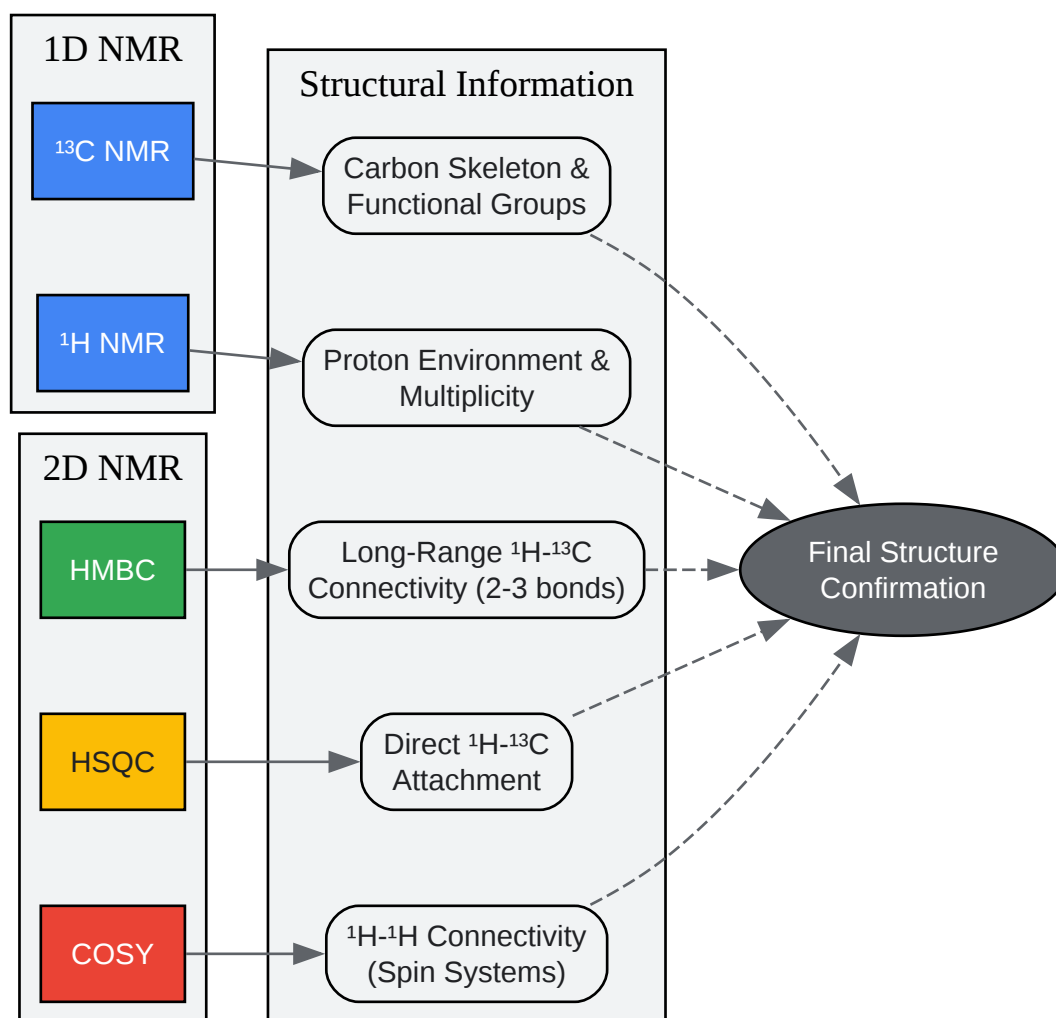 1D NMR
¹³C NMR
¹H NMR
2D NMR
HMBC
HSQC
COSY
Structural Information
Carbon Skeleton &
Functional Groups
Proton Environment &
Multiplicity
Long-Range ¹H-¹³C
Connectivity (2-3 bonds)
Direct ¹H-¹³C
Attachment
¹H-¹H Connectivity
(Spin Systems)
Final Structure
Confirmation